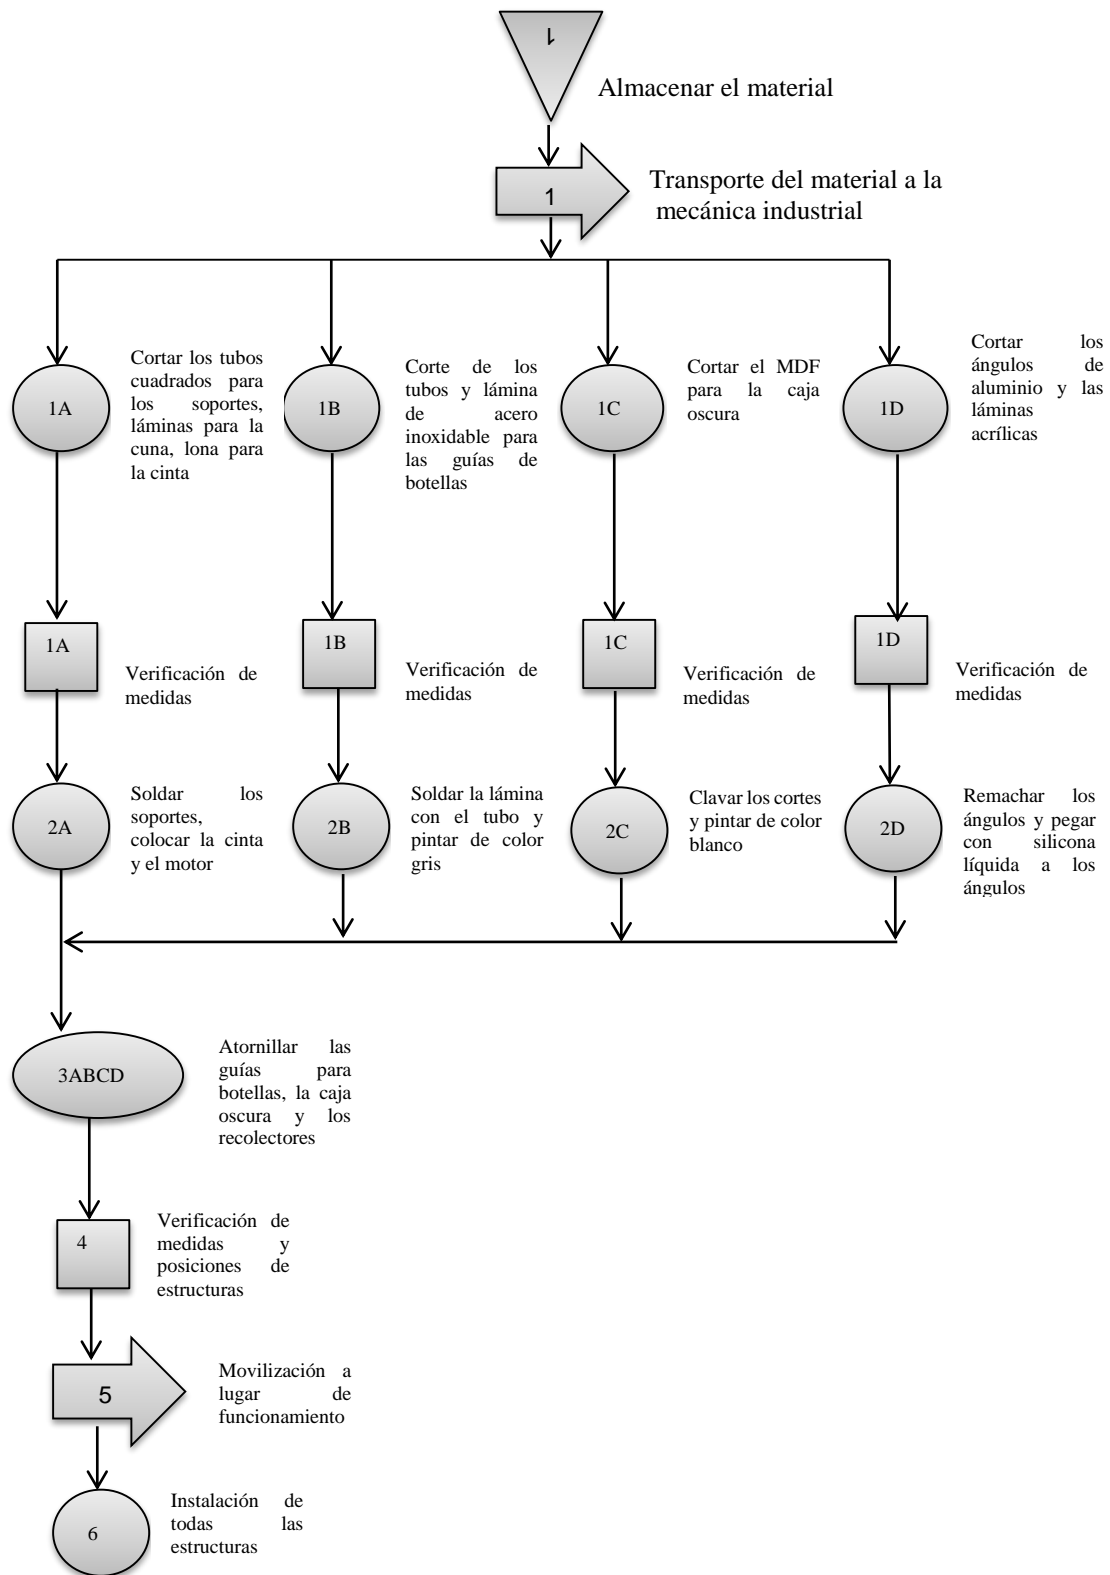 1
Almacenar el material
1
Transporte del material a la
mecánica industrial
1A
Cortar los tubos
cuadrados para
los soportes,
láminas para la
cuna, lona para
la cinta
1B
Corte de los
tubos y lámina
de acero
inoxidable para
las guías de
botellas
1C
Cortar el MDF
para la caja
oscura
1D
Cortar los
ángulos de
aluminio y las
láminas
acrílicas
1A
Verificación de
medidas
1B
Verificación de
medidas
1C
Verificación de
medidas
1D
Verificación de
medidas
2A
Soldar los
soportes,
colocar la cinta
y el motor
2B
Soldar la lámina
con el tubo y
pintar de color
gris
2C
Clavar los cortes
y pintar de color
blanco
2D
Remachar los
ángulos y pegar
con silicona
líquida a los
ángulos
3ABCD
Atornillar las
guías para
botellas, la caja
oscura y los
recolectores
4
Verificación de
medidas y
posiciones de
estructuras
5
Movilización a
lugar de
funcionamiento
6
Instalación de
todas las
estructuras